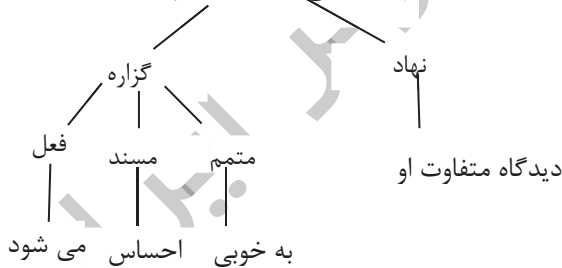 گزاره نهاد
فعل مسند متمم
دیدگاه متفاوت او
به خوبی احساس می شود